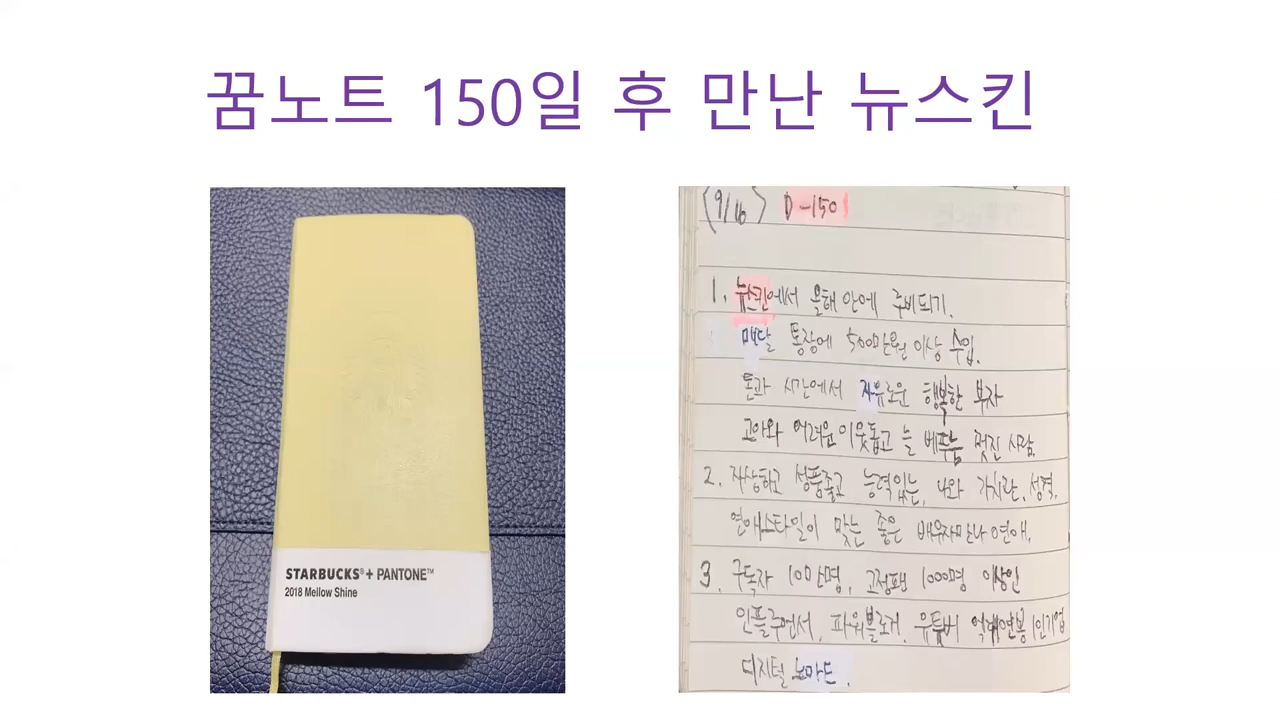 꿈노트 150일 후 만난 뉴스킨
STARBUCKS® + PANTONE™
2018 Mellow Shine
(9/16) D-150
1. 뉴스킨에서 올해 안에 루비되기.
매달 통장에 500만원 이상 수입.
돈과 시간에서 자유로운 행복한 부자
고아와 어려운 이웃돕고 는 베푸는 멋진 사람.
2. 자상하고 성품좋고 능력있는, 나와 가치관, 성격,
연애스타일이 맞는 좋은 배우자만나 연애.
3. 구독자 10만명, 고정팬 1000명 이상인
인플루언서, 파워블로거, 유투버 억대연봉 1인기업
디지털 노마드.